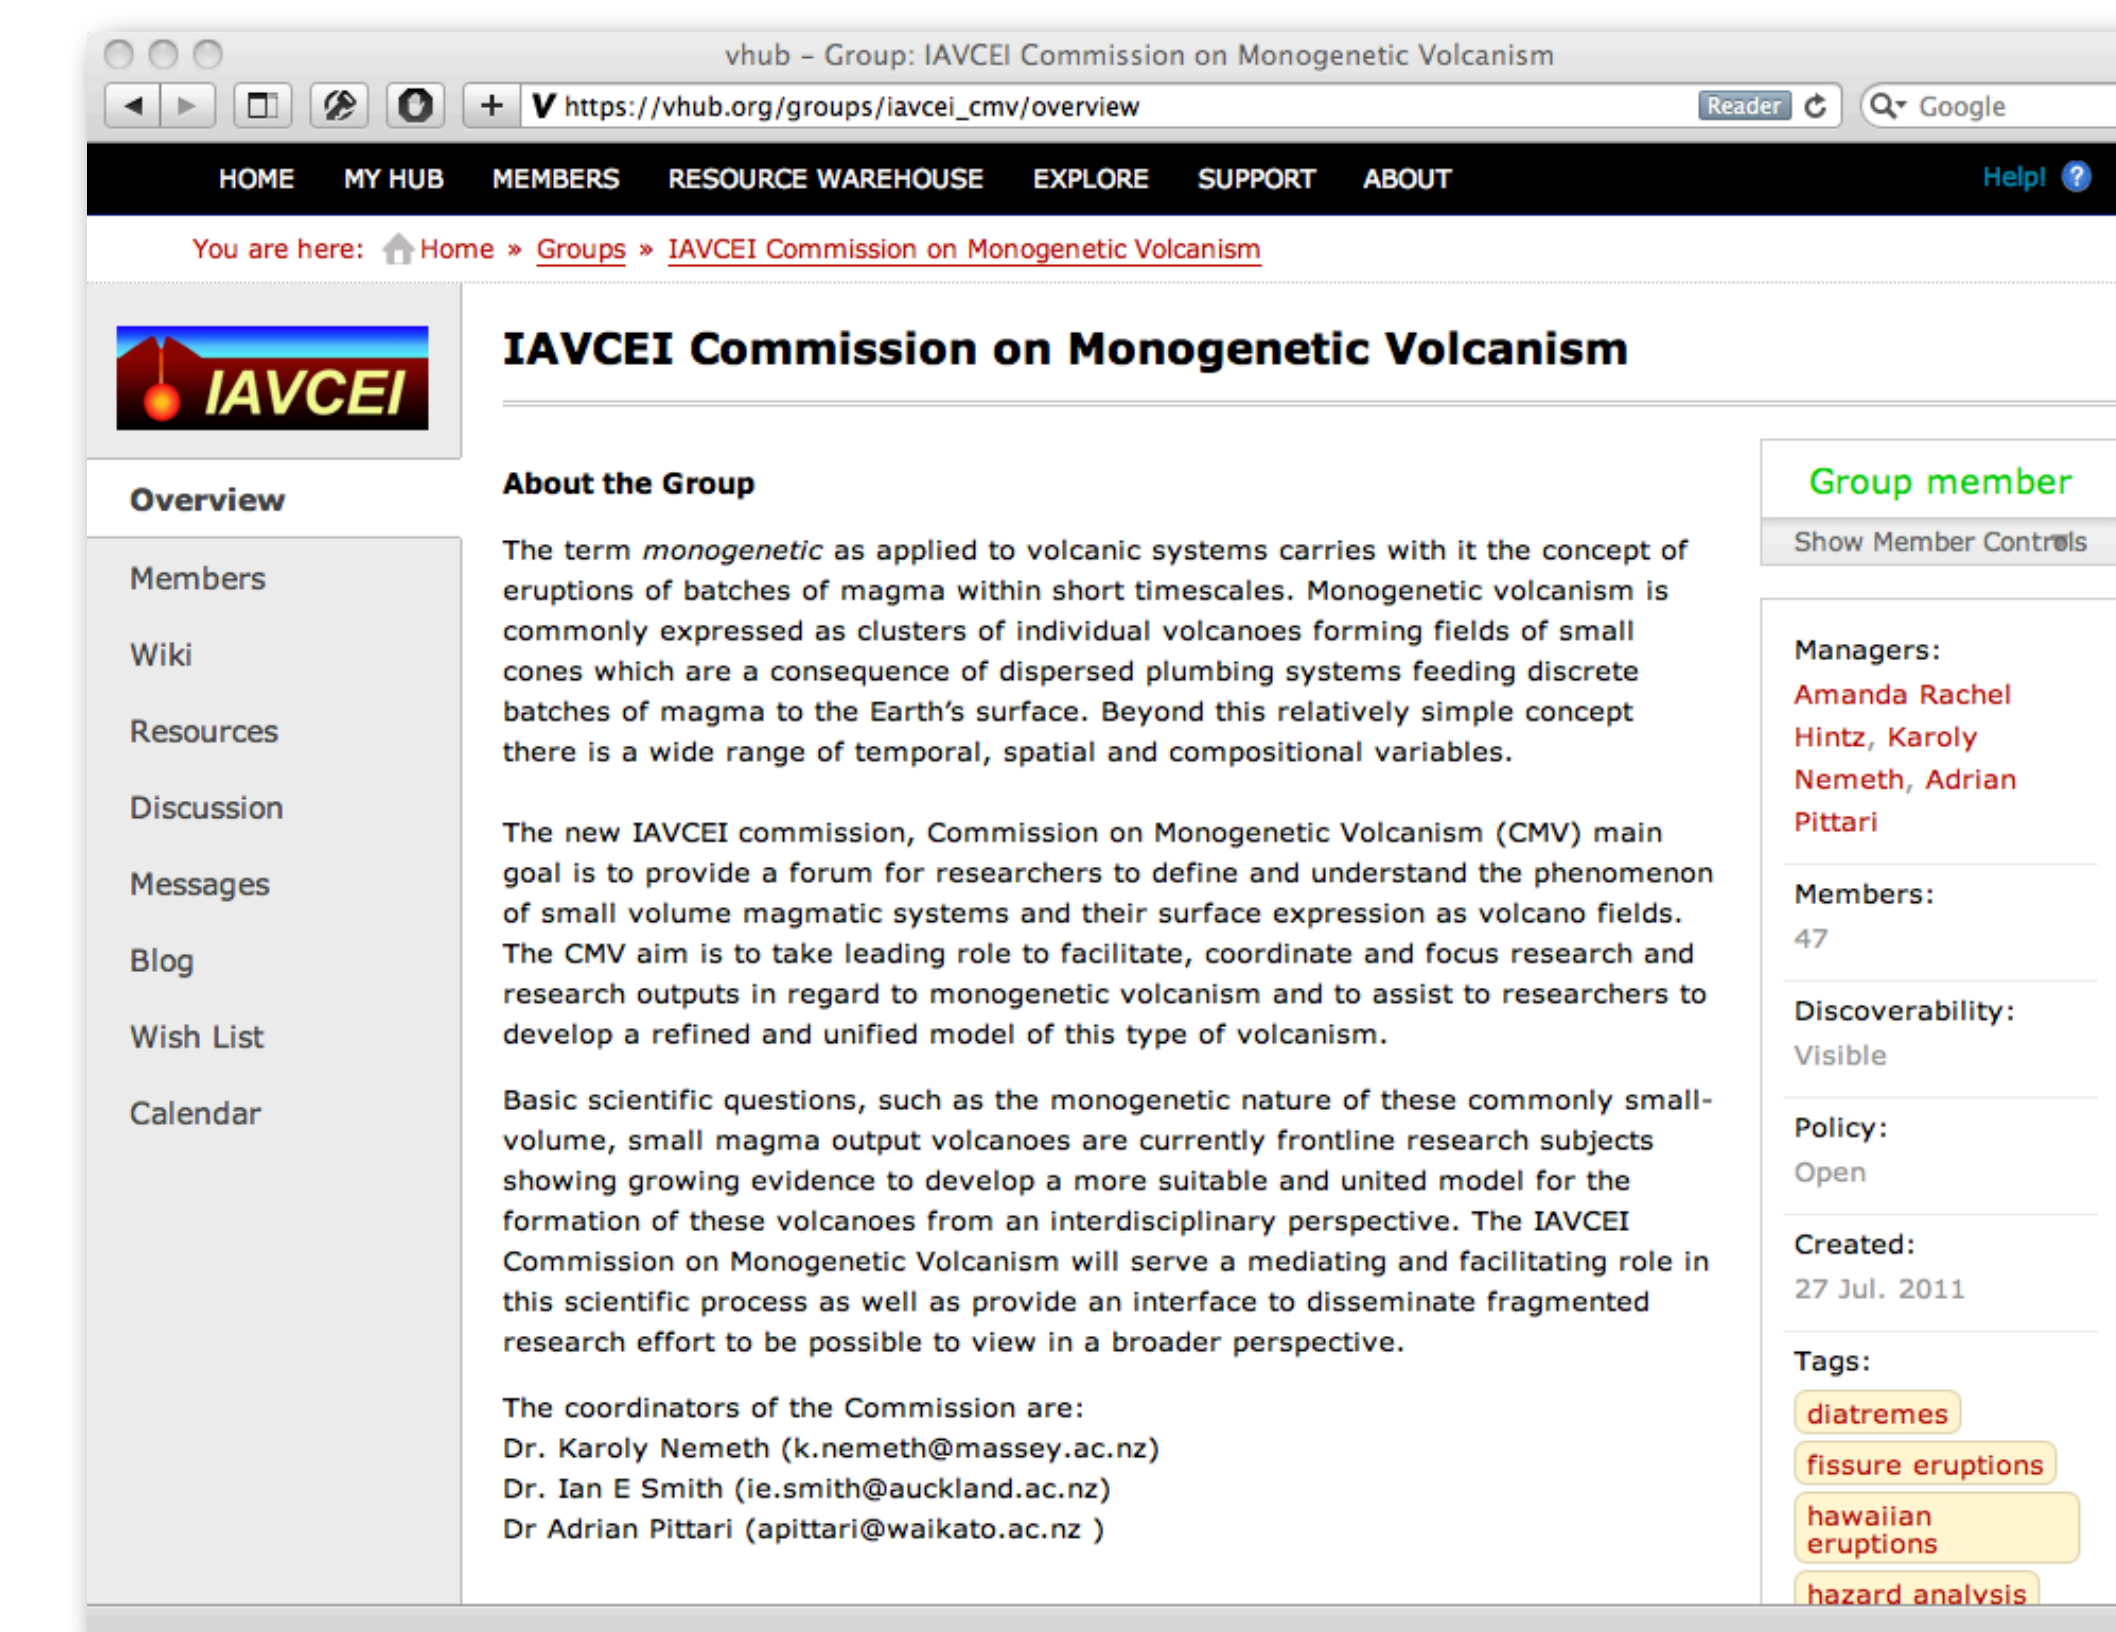 vhub – Group: IAVCEI Commission on Monogenetic Volcanism
V https://vhub.org/groups/iavcei_cmv/overview
Reader
Google
HOME MY HUB MEMBERS RESOURCE WAREHOUSE EXPLORE SUPPORT ABOUT
Help! ?
You are here: Home » Groups » IAVCEI Commission on Monogenetic Volcanism
IAVCEI
Overview
Members
Wiki
Resources
Discussion
Messages
Blog
Wish List
Calendar
IAVCEI Commission on Monogenetic Volcanism
About the Group
The term monogenetic as applied to volcanic systems carries with it the concept of
eruptions of batches of magma within short timescales. Monogenetic volcanism is
commonly expressed as clusters of individual volcanoes forming fields of small
cones which are a consequence of dispersed plumbing systems feeding discrete
batches of magma to the Earth’s surface. Beyond this relatively simple concept
there is a wide range of temporal, spatial and compositional variables.
The new IAVCEI commission, Commission on Monogenetic Volcanism (CMV) main
goal is to provide a forum for researchers to define and understand the phenomenon
of small volume magmatic systems and their surface expression as volcano fields.
The CMV aim is to take leading role to facilitate, coordinate and focus research and
research outputs in regard to monogenetic volcanism and to assist to researchers to
develop a refined and unified model of this type of volcanism.
Basic scientific questions, such as the monogenetic nature of these commonly small-
volume, small magma output volcanoes are currently frontline research subjects
showing growing evidence to develop a more suitable and united model for the
formation of these volcanoes from an interdisciplinary perspective. The IAVCEI
Commission on Monogenetic Volcanism will serve a mediating and facilitating role in
this scientific process as well as provide an interface to disseminate fragmented
research effort to be possible to view in a broader perspective.
The coordinators of the Commission are:
Dr. Karoly Nemeth (k.nemeth@massey.ac.nz)
Dr. Ian E Smith (ie.smith@auckland.ac.nz)
Dr Adrian Pittari (apittari@waikato.ac.nz )
Group member
Show Member Controls
Managers:
Amanda Rachel
Hintz, Karoly
Nemeth, Adrian
Pittari
Members:
47
Discoverability:
Visible
Policy:
Open
Created:
27 Jul. 2011
Tags:
diatremes
fissure eruptions
hawaiian
eruptions
hazard analysis